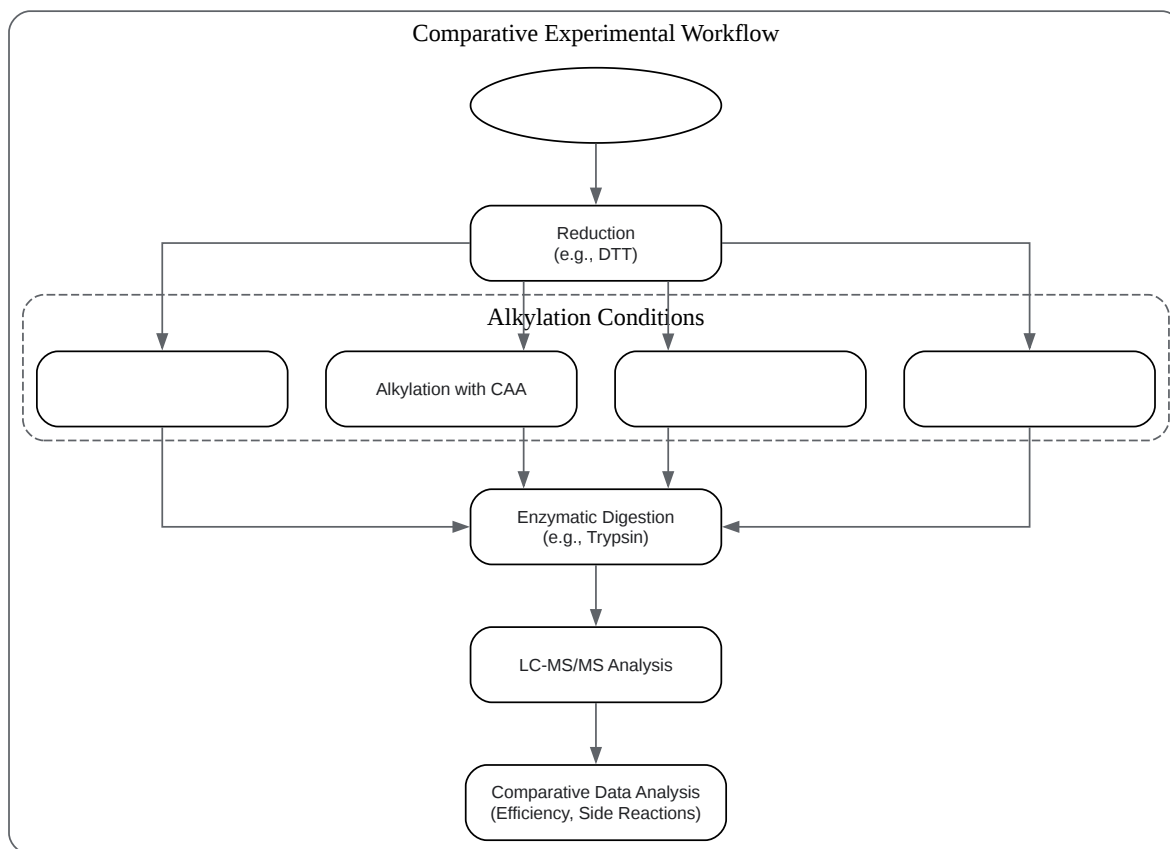 Comparative Experimental Workflow
Reduction
(e.g., DTT)
Alkylation Conditions
Alkylation with CAA
Enzymatic Digestion
(e.g., Trypsin)
LC-MS/MS Analysis
Comparative Data Analysis
(Efficiency, Side Reactions)